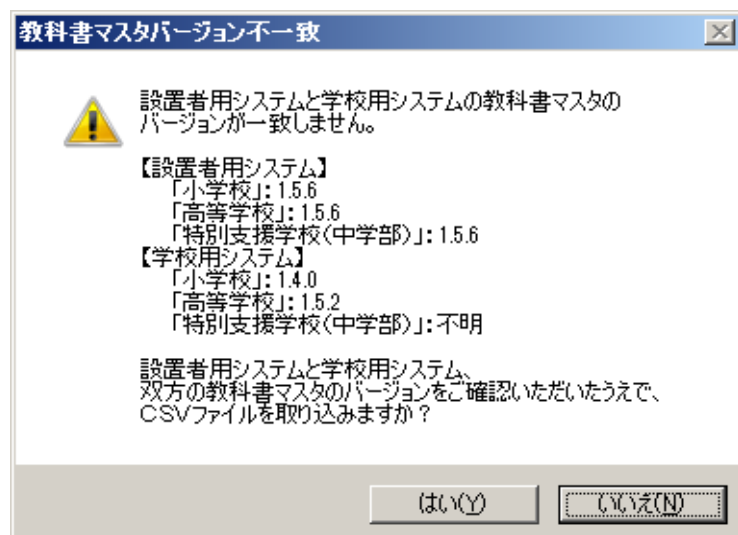 教科書マスタバージョン不一致
設置者用システムと学校用システムの教科書マスタの
バージョンが一致しません。
【設置者用システム】
「小学校」：1.5.6
「高等学校」：1.5.6
「特別支援学校(中学部)」：1.5.6
【学校用システム】
「小学校」：1.4.0
「高等学校」：1.5.2
「特別支援学校(中学部)」：不明
設置者用システムと学校用システム、
双方の教科書マスタのバージョンをご確認いただいたうえで、
CSVファイルを取り込みますか？
はい(Y)
いいえ(N)